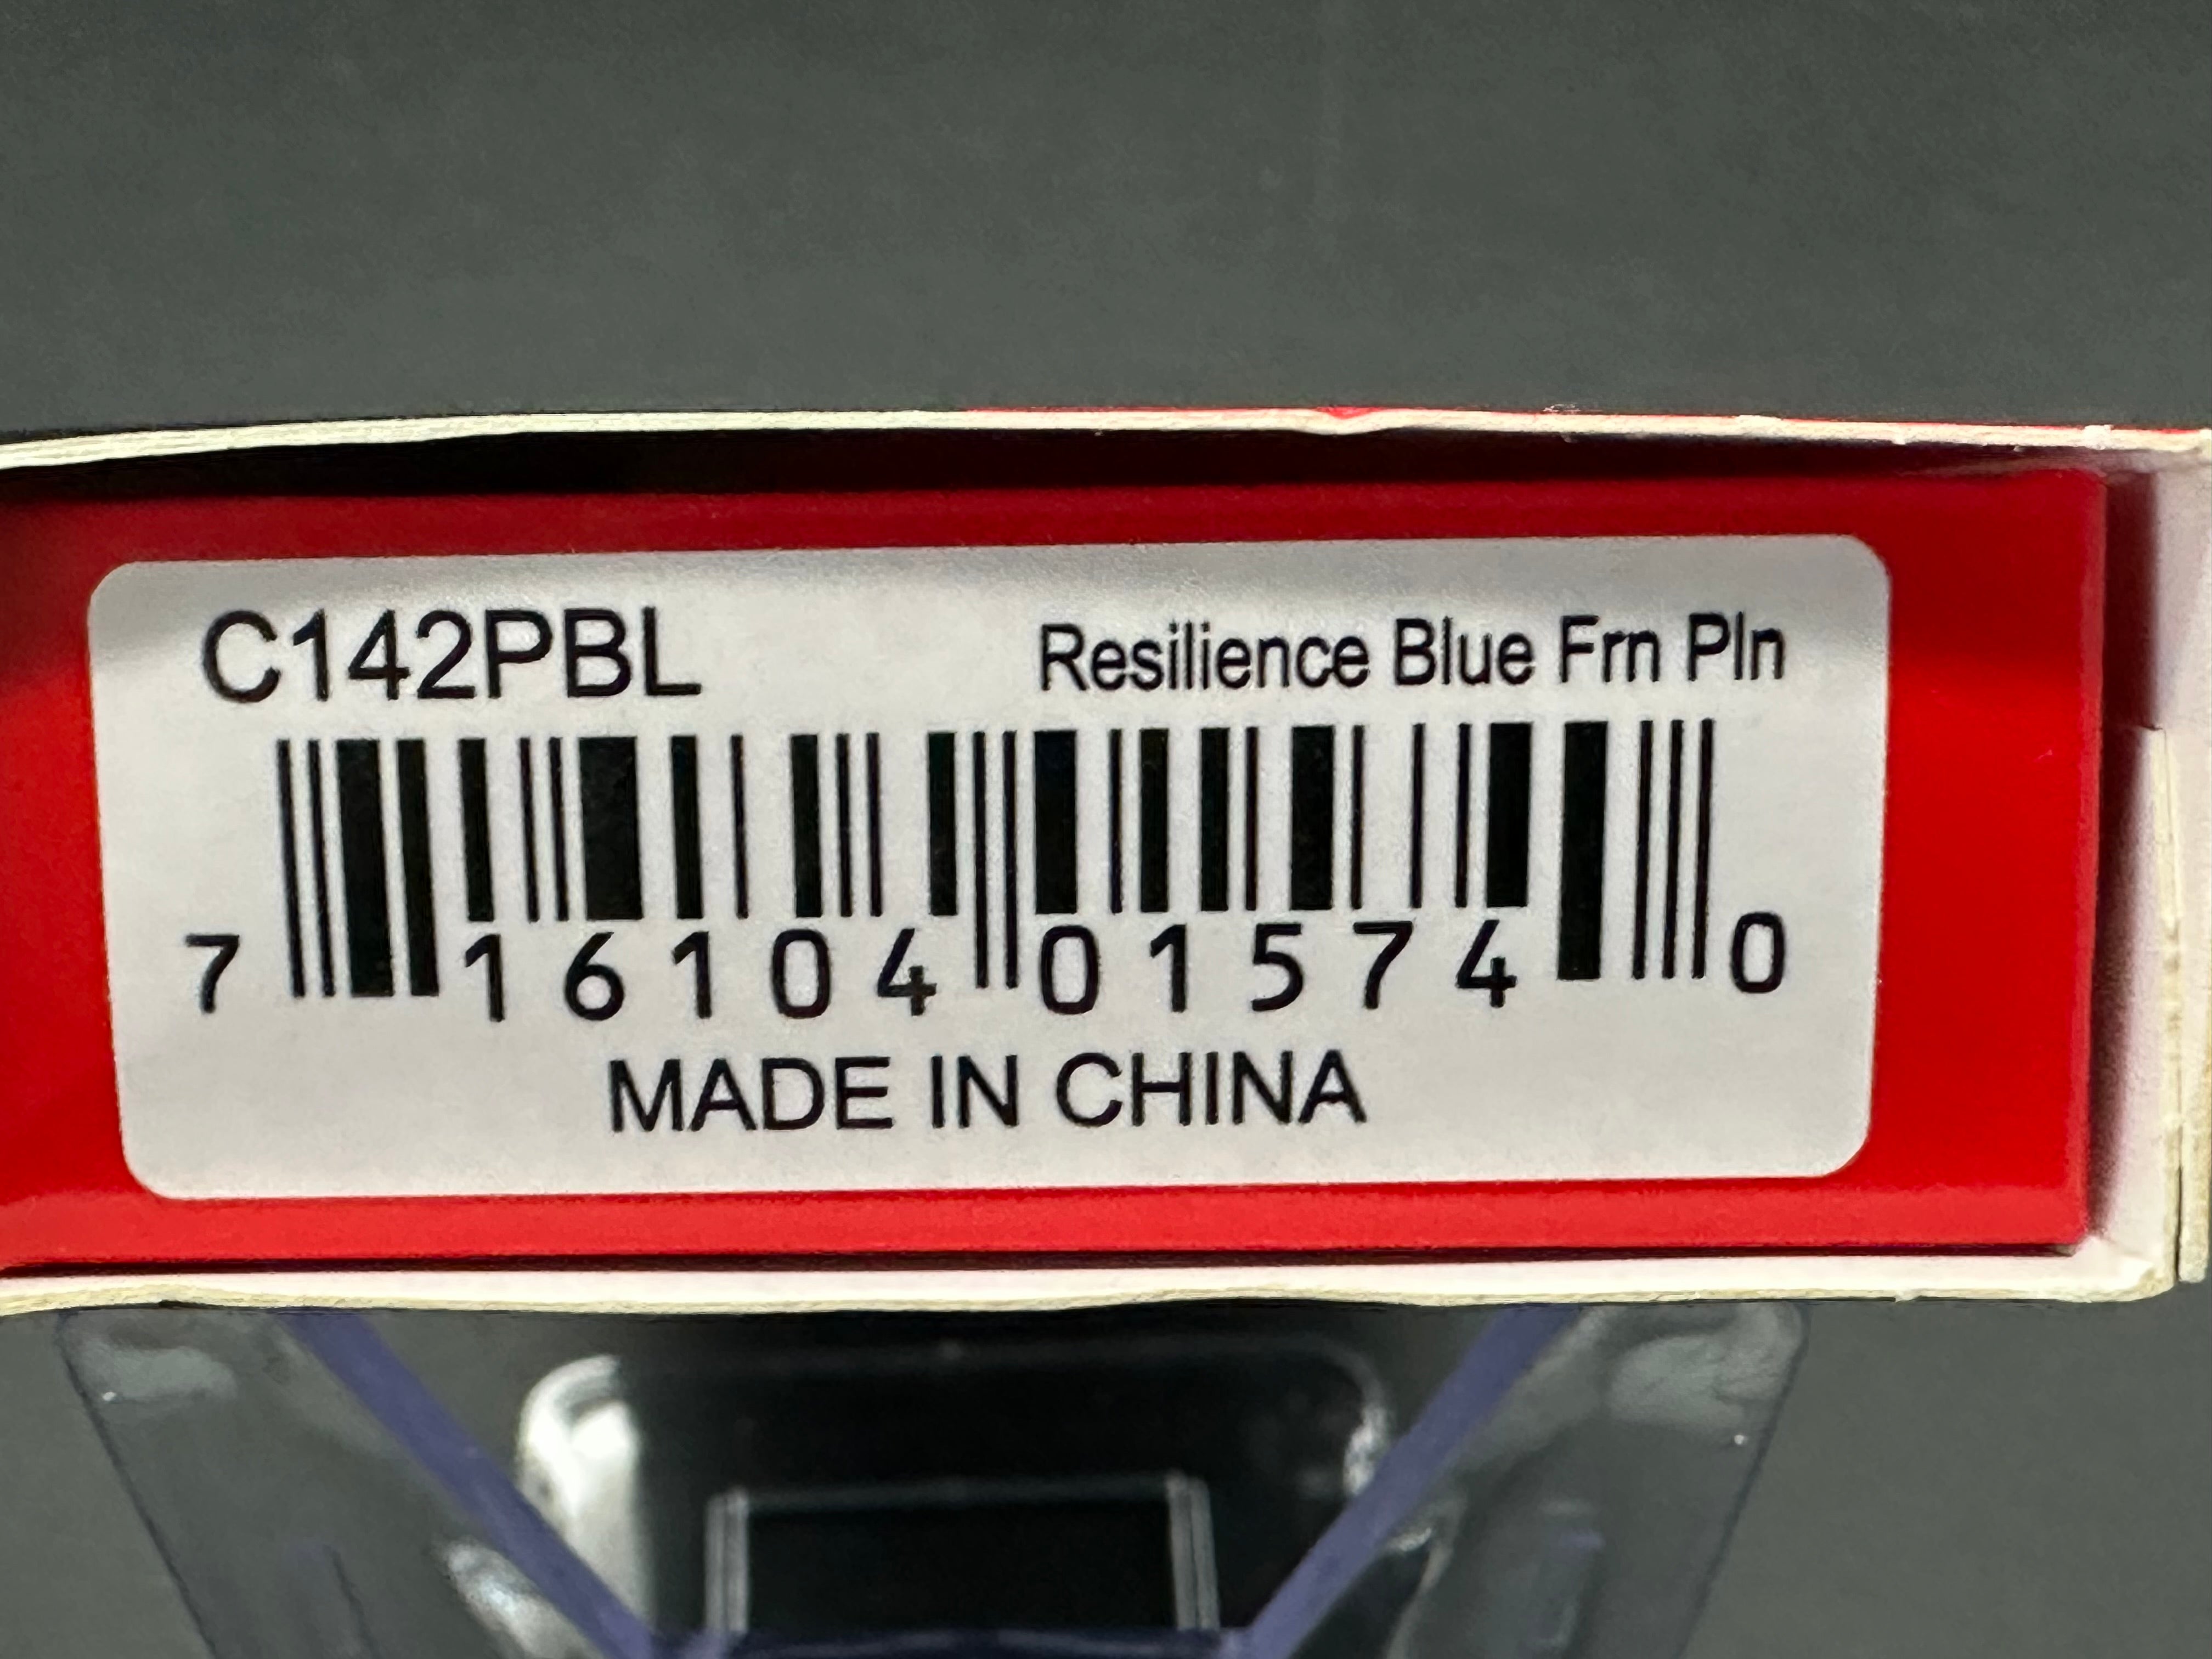 C142PBL Resilience Blue Frn Pln
7 16104 01574 0
MADE IN CHINA